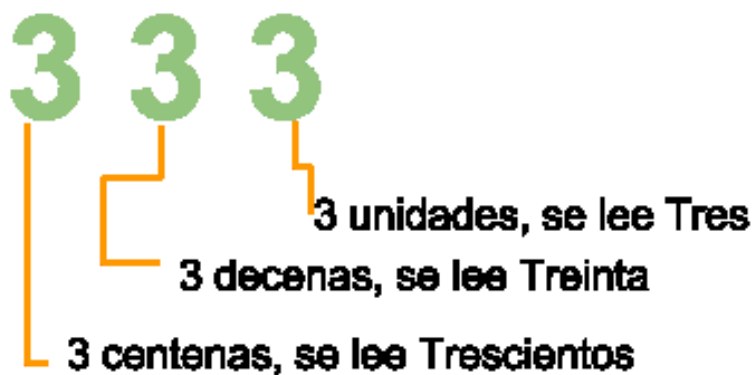 3 3 3
3 unidades, se lee Tres
3 decenas, se lee Treinta
3 centenas, se lee Trescientos